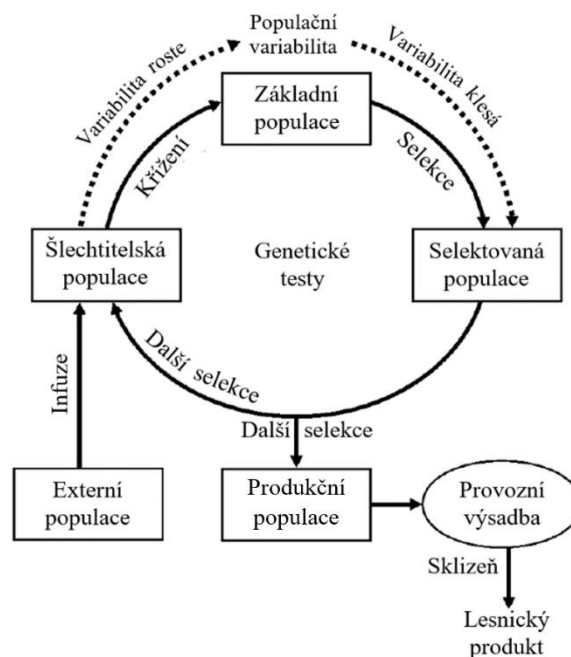 Populační
variabilita
Variabilita roste
Variabilita klesá
Základní
populace
Křížení
Selekce
Šlechtitelská
populace
Genetické
testy
Selektovaná
populace
Další selekce
Infuze
Další selekce
Externí
populace
Produkční
populace
Provozní
výsadba
Sklizeň
Lesnický
produkt